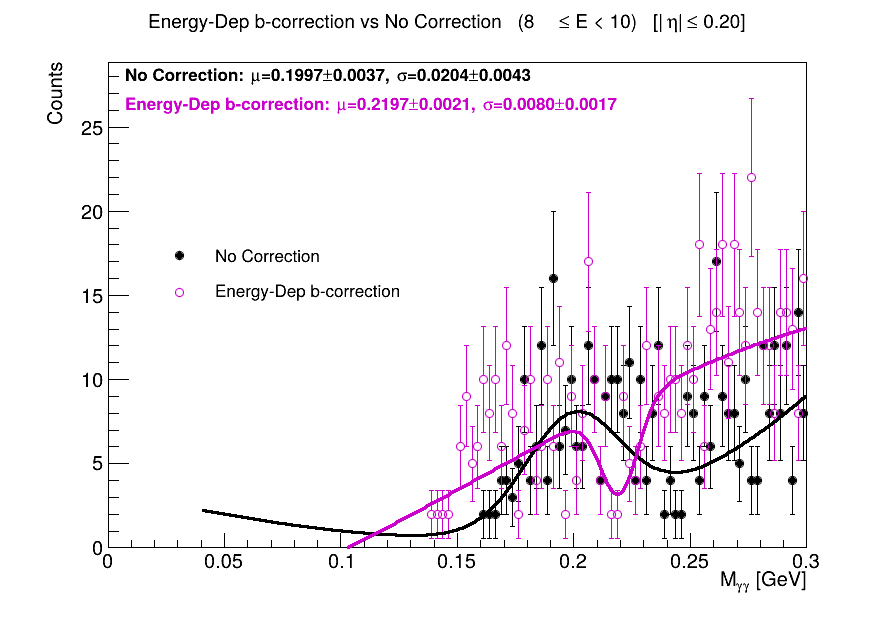 Energy-Dep b-correction vs No Correction (8 ≤ E < 10) [| η| ≤ 0.20]
Counts
No Correction: μ=0.1997±0.0037, σ=0.0204±0.0043
Energy-Dep b-correction: μ=0.2197±0.0021, σ=0.0080±0.0017
25
20
No Correction
Energy-Dep b-correction
15
10
5
0
0 0.05 0.1 0.15 0.2 0.25 0.3
Mγγ [GeV]